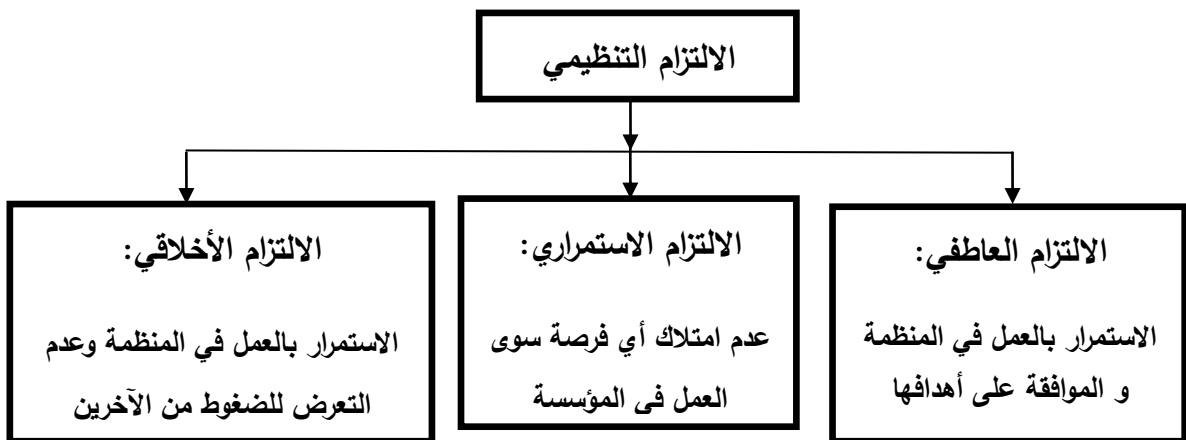 الالتزام التنظيمي
الالتزام العاطفي:
الاستمرار بالعمل في المنظمة
و الموافقة على أهدافها
الالتزام الاستمراري:
عدم امتلاك أي فرصة سوى
العمل في المؤسسة
الالتزام الأخلاقي:
الاستمرار بالعمل في المنظمة وعدم
التعرض للضغوط من الآخرين